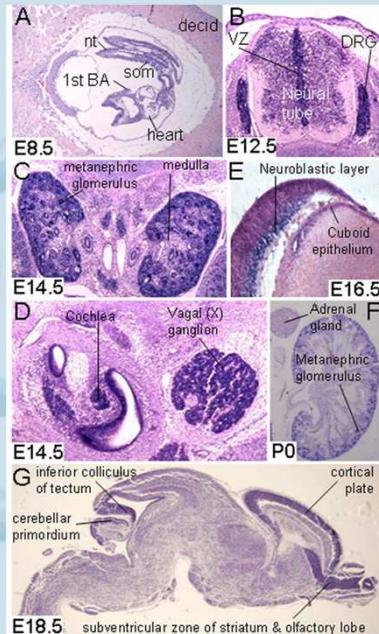 A
decid
nt
som
1st BA
heart
E8.5
B
VZ
DRG
Neural
tube
E12.5
C
metanephric
glomerulus
medulla
E14.5
E
Neuroblastic layer
Cuboid
epithelium
E16.5
D
Cochlea
Vagal (X)
ganglion
E14.5
F
Adrenal
gland
Metanephric
glomerulus
P0
G
inferior colliculus
of tectum
cerebellar
primordium
cortical
plate
E18.5
subventricular zone of striatum & olfactory lobe